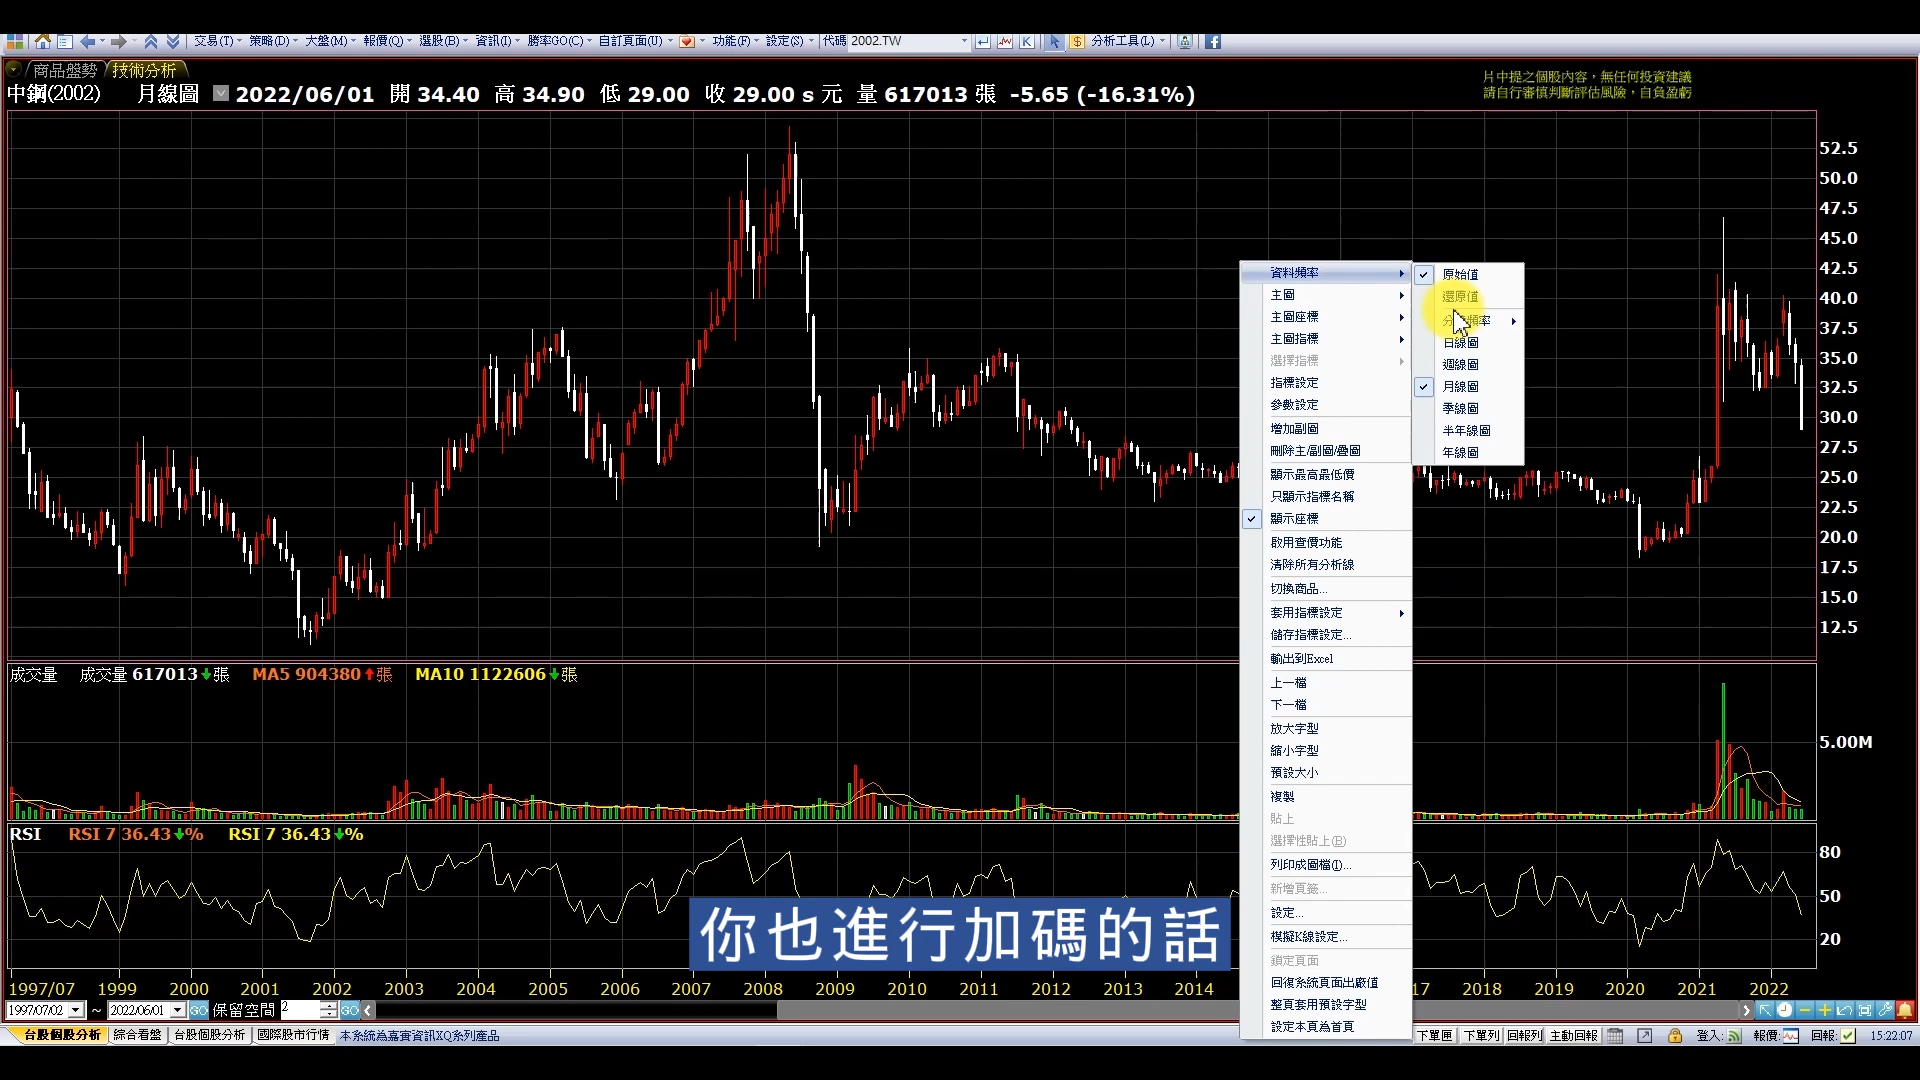 交易(T) 策略(D) 大盤(M) 報價(Q) 選股(B) 資訊(I) 勝率GO(C) 自訂頁面(U) 功能(F) 設定(S) 代碼 2002.TW K $ 分析工具(L)
商品盤勢 技術分析
中鋼(2002) 月線圖 2022/06/01 開 34.40 高 34.90 低 29.00 收 29.00 s 元 量 617013 張 -5.65 (-16.31%)
片中提之個股內容,無任何投資建議
請自行審慎判斷評估風險,自負盈虧
52.5
50.0
47.5
45.0
42.5
40.0
37.5
35.0
32.5
30.0
27.5
25.0
22.5
20.0
17.5
15.0
12.5
資料頻率
主圖
主圖座標
主圖指標
選擇指標
指標設定
參數設定
增加副圖
刪除主/副圖/疊圖
顯示最高最低價
只顯示指標名稱
顯示座標
啟用查價功能
清除所有分析線
切換商品...
套用指標設定
儲存指標設定...
輸出到Excel
上一檔
下一檔
放大字型
縮小字型
預設大小
複製
貼上
選擇性貼上(B)
列印成圖檔(I)...
新增頁籤...
設定...
模擬K線設定...
鎖定頁面
回復系統頁面出廠值
整頁套用預設字型
設定本頁為首頁
原始值
還原值
頻率
日線圖
週線圖
月線圖
季線圖
半年線圖
年線圖
成交量 成交量 617013 張 MA5 904380 張 MA10 1122606 張
5.00M
RSI RSI 7 36.43 % RSI 7 36.43 %
80
50
20
你也進行加碼的話
1997/07 1999 2000 2001 2002 2003 2004 2005 2006 2007 2008 2009 2010 2011 2012 2013 2014 17 2018 2019 2020 2021 2022
1997/07/02 ~ 2022/06/01 GO 保留空間 2 GO
台股個股分析 綜合看盤 台股個股分析 國際股市行情 本系統為嘉實資訊XQ系列產品 下單匣 下單列 回報列 主動回報 登入: 報價: 回報: 15:22:07